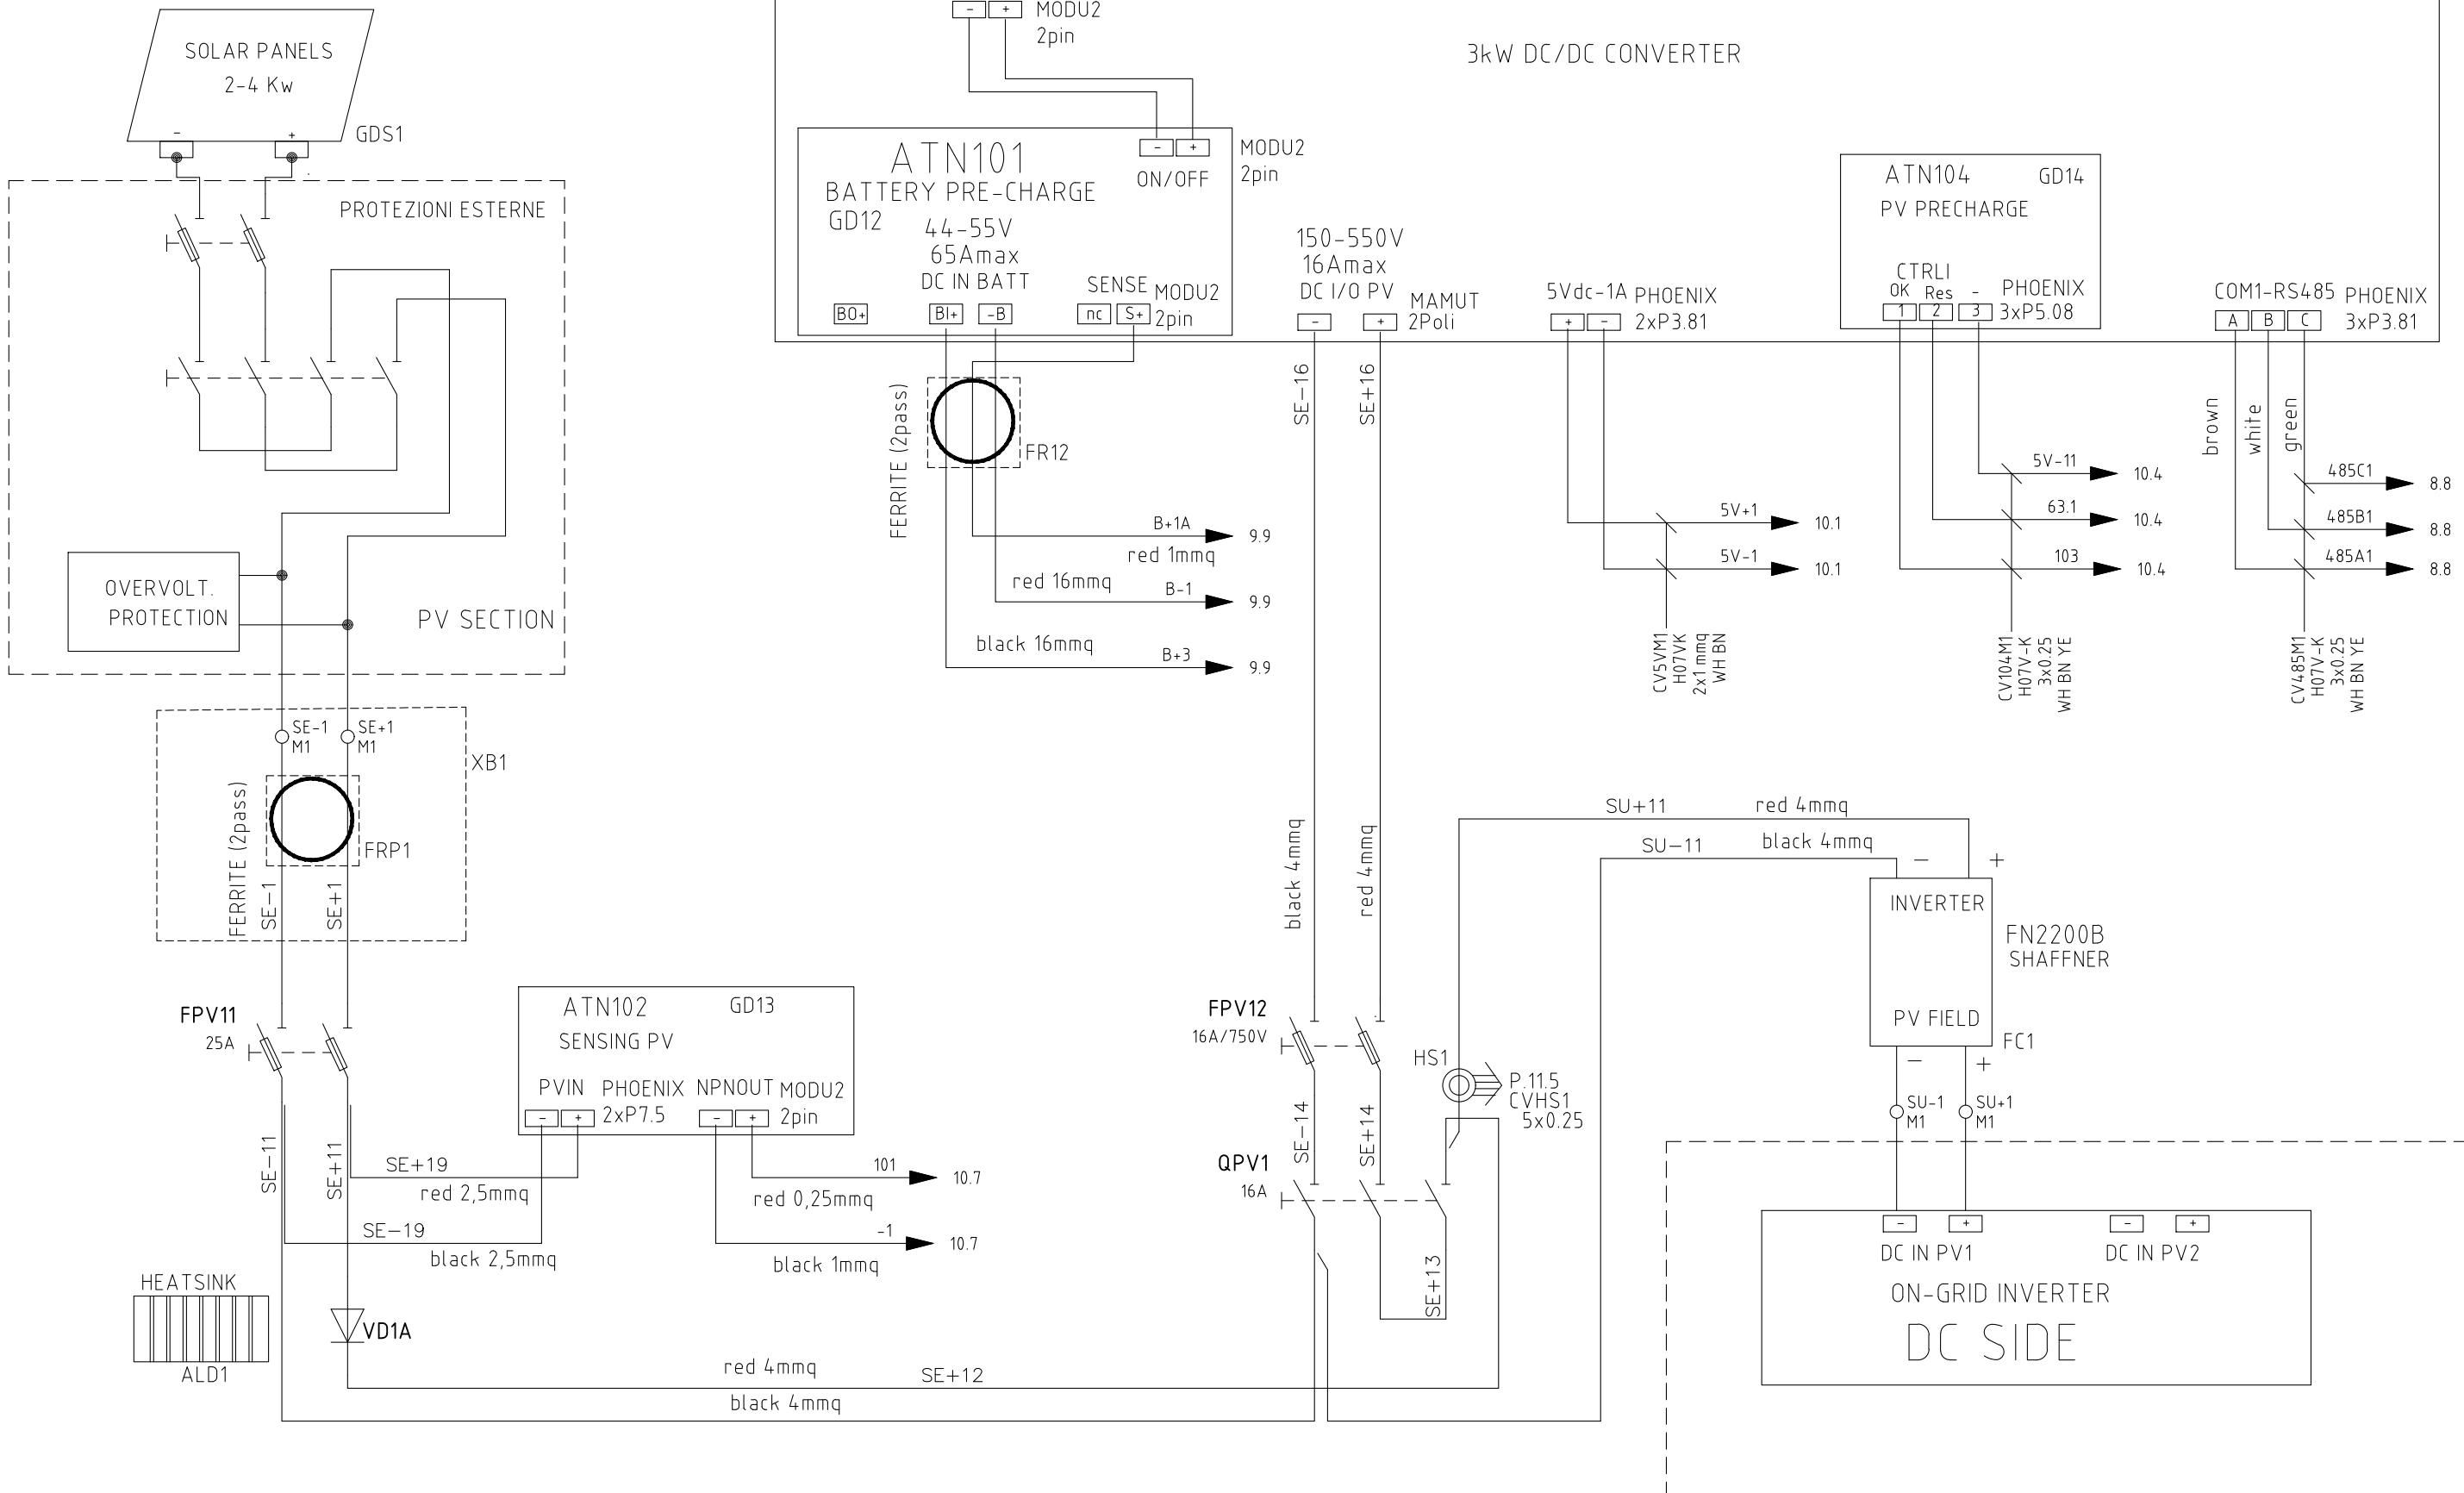 SOLAR PANELS
2-4 Kw
- +
GDS1
PROTEZIONI ESTERNE
OVERVOLT.
PROTECTION
PV SECTION
SE-1
M1
SE+1
M1
XB1
FERRITE (2pass)
FRP1
SE-1
SE+1
FPV11
25A
SE-11
SE+11
HEATSINK
ALD1
VD1A
ATN102 GD13
SENSING PV
PVIN PHOENIX
2xP7.5
- +
NPNOUT MODU2
2pin
- +
SE+19
red 2,5mmq
SE-19
black 2,5mmq
101
red 0,25mmq
10.7
-1
black 1mmq
10.7
red 4mmq
SE+12
black 4mmq
- + MODU2
2pin
3kW DC/DC CONVERTER
ATN101
BATTERY PRE-CHARGE
GD12
- +
ON/OFF
MODU2
2pin
44-55V
65Amax
DC IN BATT
BO+
BI+ -B
SENSE
nc S+
MODU2
2pin
FERRITE (2pass)
FR12
B+1A
red 1mmq
9.9
red 16mmq
B-1
9.9
black 16mmq
B+3
9.9
150-550V
16Amax
DC I/O PV
- +
MAMUT
2Poli
SE-16
SE+16
black 4mmq
red 4mmq
5Vdc-1A PHOENIX
+ - 2xP3.81
5V+1
10.1
5V-1
10.1
CV5VM1
H07VK
2x1 mmq
WH BN
ATN104 GD14
PV PRECHARGE
CTRLI
OK Res -
1 2 3
PHOENIX
3xP5.08
5V-11
10.4
63.1
10.4
103
10.4
CV104M1
H07V-K
3x0.25
WH BN YE
COM1-RS485 PHOENIX
A B C 3xP3.81
brown
white
green
485C1
8.8
485B1
8.8
485A1
8.8
CV485M1
H07V-K
3x0.25
WH BN YE
FPV12
16A/750V
SE-14
SE+14
QPV1
16A
SE+13
HS1
P.11.5
CVHS1
5x0.25
SU+11 red 4mmq
SU-11 black 4mmq
- +
INVERTER
FN2200B
SHAFFNER
PV FIELD
FC1
- +
SU-1
M1
SU+1
M1
- +
DC IN PV1
- +
DC IN PV2
ON-GRID INVERTER
DC SIDE